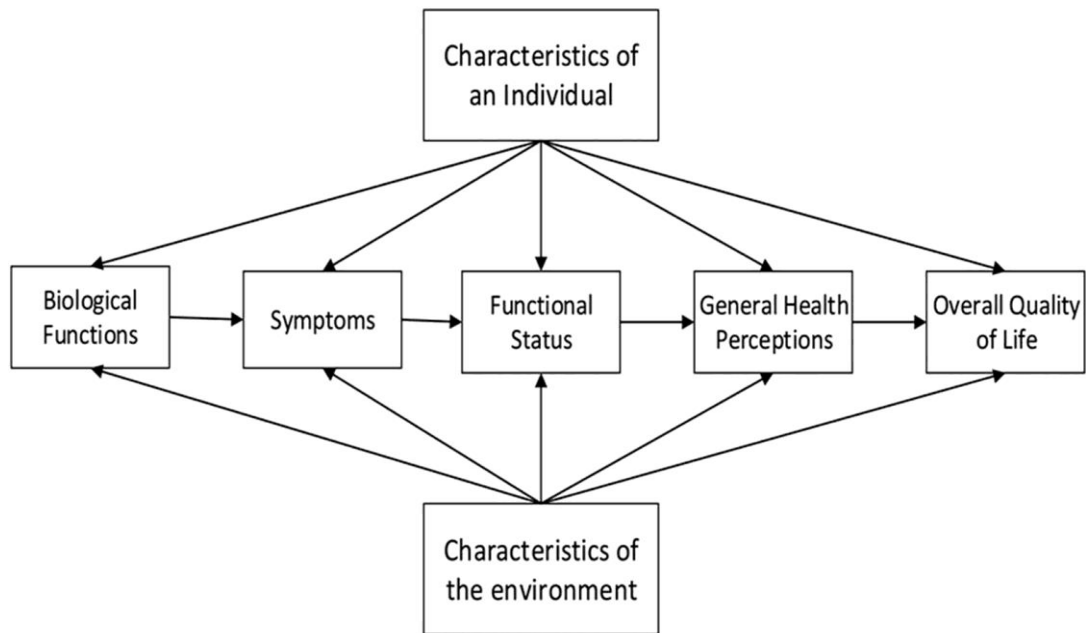 Characteristics of
an Individual
Biological
Functions
Symptoms
Functional
Status
General Health
Perceptions
Overall Quality
of Life
Characteristics of
the environment